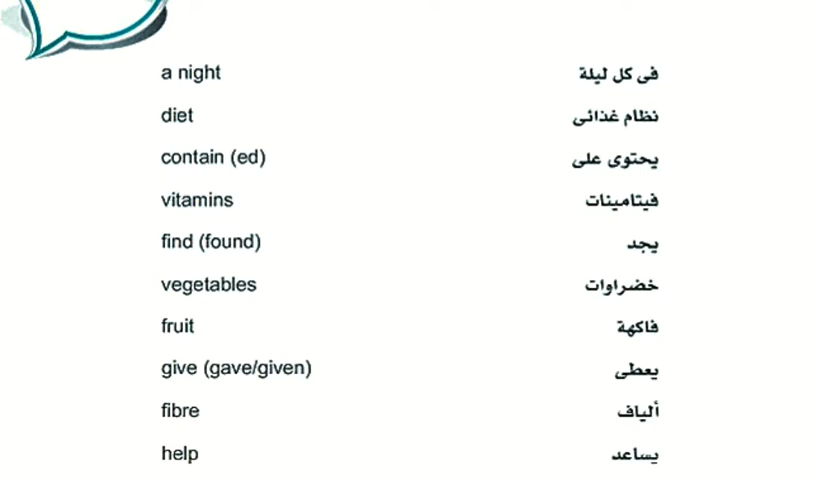 a night فى كل ليلة
diet نظام غذائى
contain (ed) يحتوى على
vitamins فيتامينات
find (found) يجد
vegetables خضراوات
fruit فاكهة
give (gave/given) يعطى
fibre ألياف
help يساعد